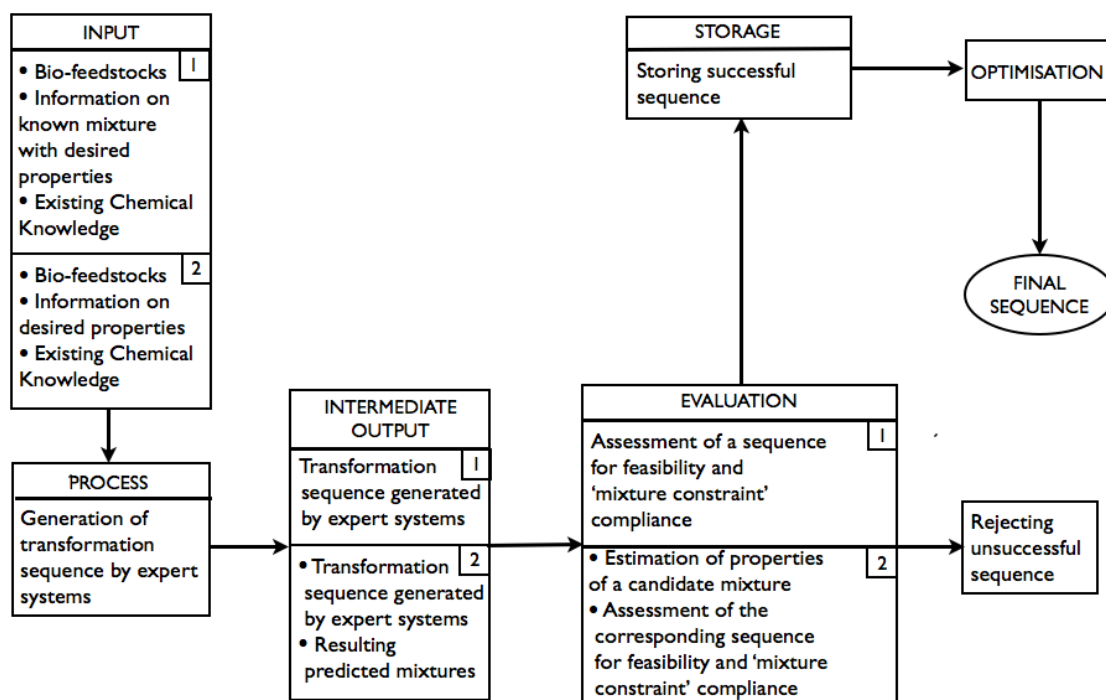 INPUT
1
• Bio-feedstocks
• Information on
known mixture
with desired
properties
• Existing Chemical
Knowledge
2
• Bio-feedstocks
• Information on
desired properties
• Existing Chemical
Knowledge
PROCESS
Generation of
transformation
sequence by expert
systems
INTERMEDIATE
OUTPUT
1
Transformation
sequence generated
by expert systems
2
• Transformation
sequence generated
by expert systems
• Resulting
predicted mixtures
EVALUATION
1
Assessment of a sequence
for feasibility and
‘mixture constraint’
compliance
2
• Estimation of properties
of a candidate mixture
• Assessment of the
corresponding sequence
for feasibility and ‘mixture
constraint’ compliance
Rejecting
unsuccessful
sequence
STORAGE
Storing successful
sequence
OPTIMISATION
FINAL
SEQUENCE